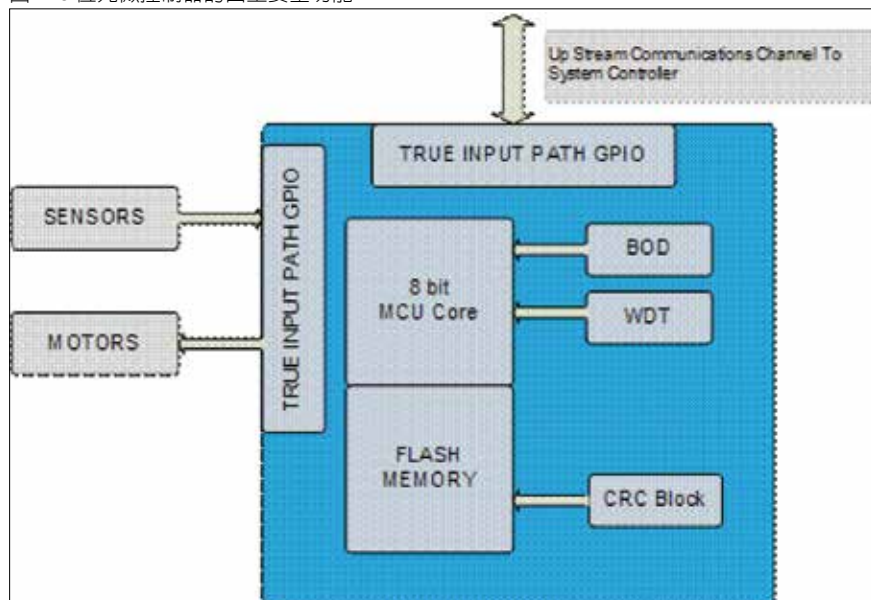 Up Stream Communications Channel To
System Controller
TRUE INPUT PATH GPIO
TRUE INPUT PATH GPIO
SENSORS
MOTORS
8 bit
MCU Core
BOD
WDT
FLASH
MEMORY
CRC Block